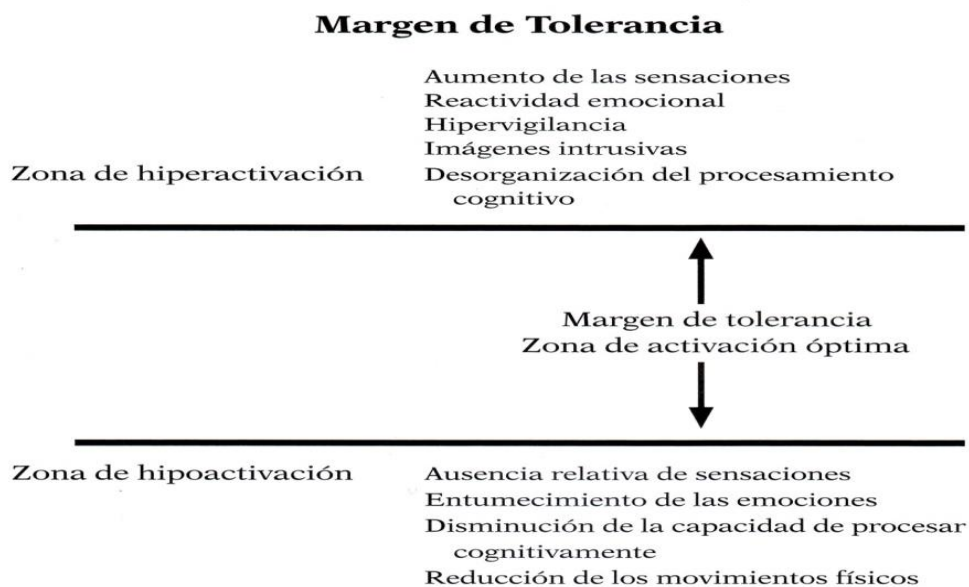 Margen de Tolerancia
Aumento de las sensaciones
Reactividad emocional
Hipervigilancia
Imágenes intrusivas
Zona de hiperactivación
Desorganización del procesamiento
cognitivo
Margen de tolerancia
Zona de activación óptima
Zona de hipoactivación
Ausencia relativa de sensaciones
Entumecimiento de las emociones
Disminución de la capacidad de procesar
cognitivamente
Reducción de los movimientos físicos